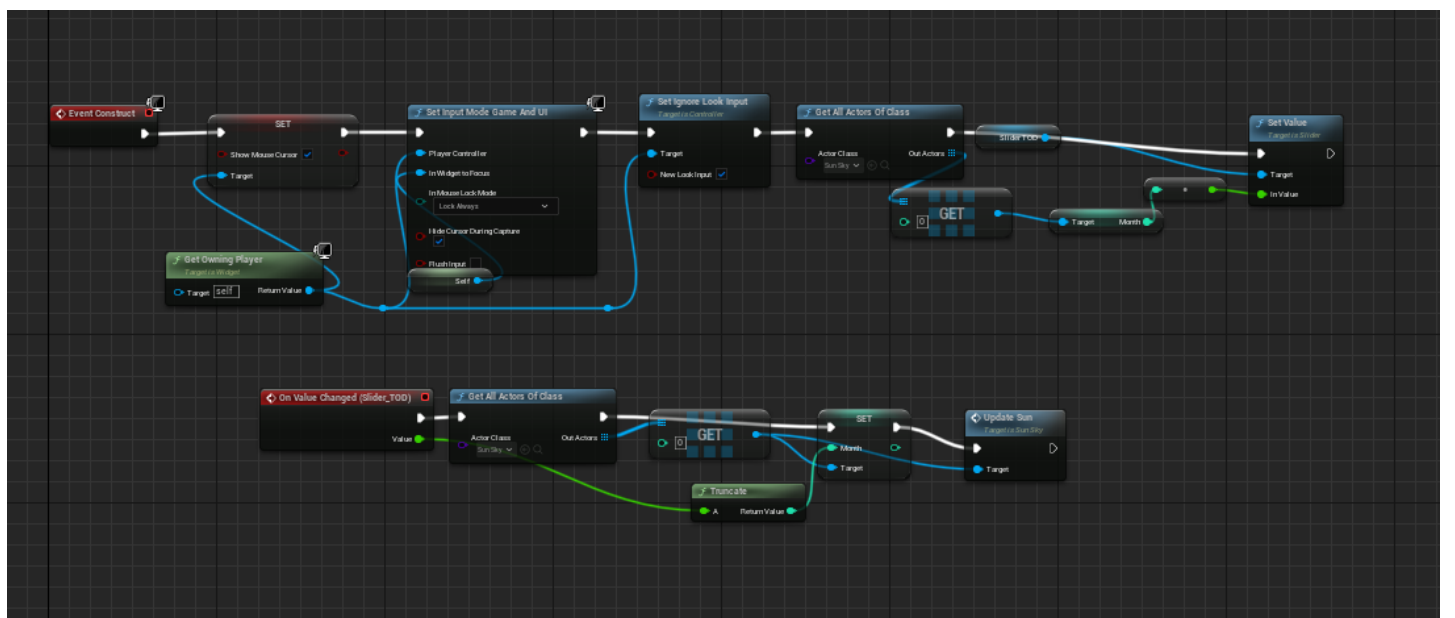 Event Construct
SET
Show Mouse Cursor
Target
Get Owning Player
Target is Widget
Target self
Return Value
Set Input Mode Game And UI
Player Controller
In Widget to Focus
In Mouse Lock Mode
Lock Always
Hide Cursor During Capture
Flush Input
Self
Set Ignore Look Input
Target is Controller
Target
New Look Input
Get All Actors Of Class
Actor Class
Out Actors
Sun Sky
Slider TOD
0 GET
Target
Month
Set Value
Target is Slider
Target
In Value
On Value Changed (Slider_TOD)
Value
Get All Actors Of Class
Actor Class
Out Actors
Sun Sky
0 GET
Truncate
A
Return Value
SET
Month
Target
Update Sun
Target is Sun Sky
Target